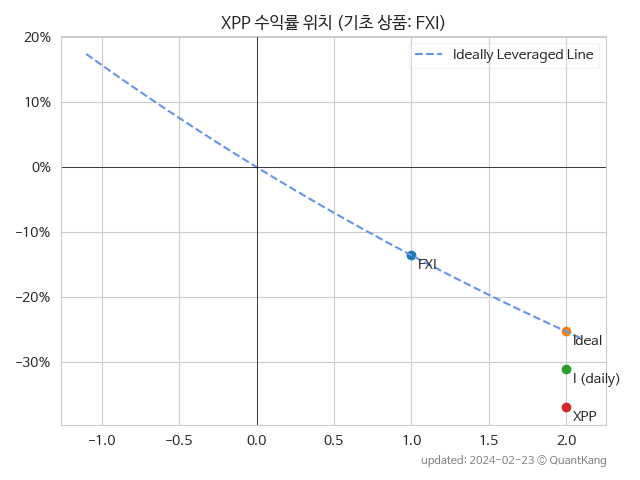 XPP 수익률 위치 (기초 상품: FXI)
Ideally Leveraged Line
20%
10%
0%
−10%
−20%
−30%
FXI
Ideal
I (daily)
XPP
−1.0
−0.5
0.0
0.5
1.0
1.5
2.0
updated: 2024-02-23 © QuantKang